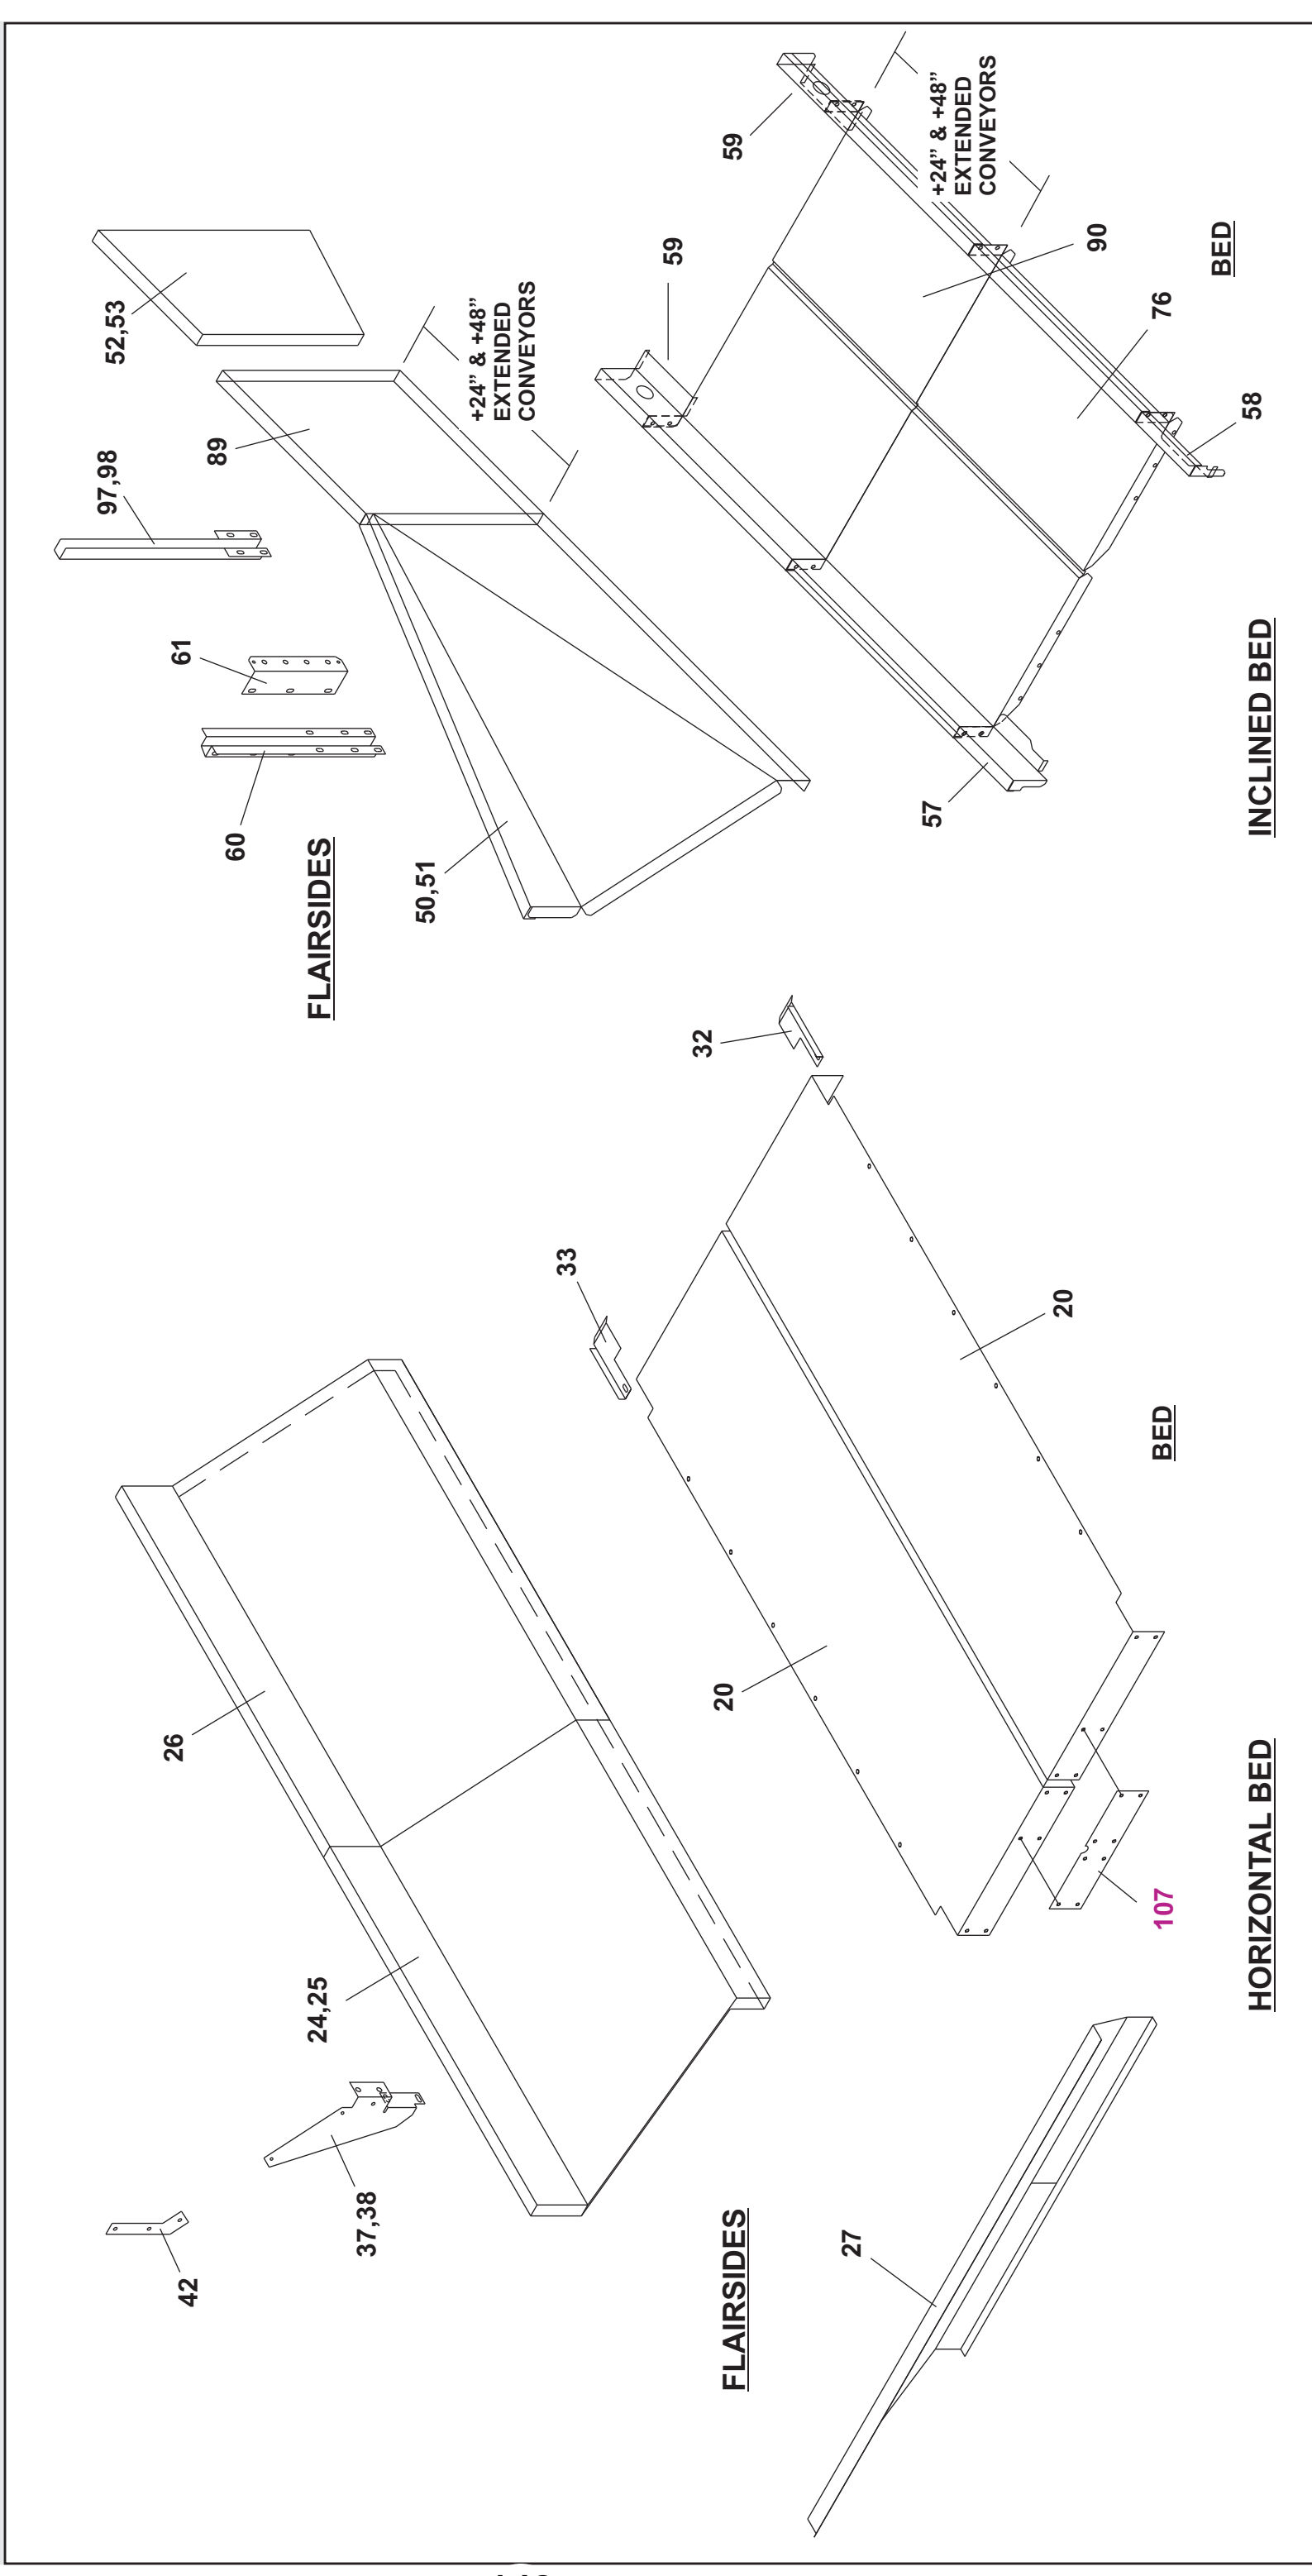 42
37,38
24,25
26
FLAIRSIDES
27
33
32
20
20
107
BED
HORIZONTAL BED
97,98
52,53
61
60
89
FLAIRSIDES
50,51
+24” & +48”
EXTENDED
CONVEYORS
59
59
+24” & +48”
EXTENDED
CONVEYORS
57
90
76
58
BED
INCLINED BED